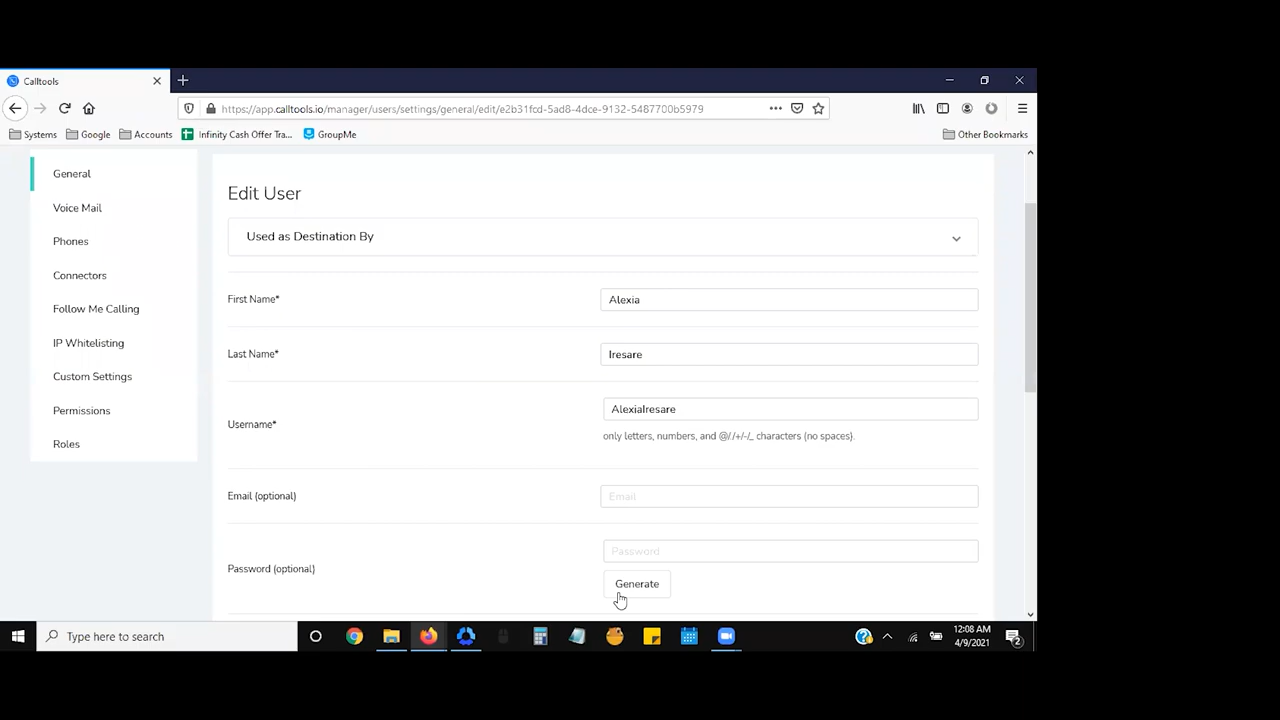 Calltools
https://app.calltools.io/manager/users/settings/general/edit/e2b31fcd-5ad8-4dce-9132-5487700b5979
Systems Google Accounts Infinity Cash Offer Tra... GroupMe Other Bookmarks
General
Voice Mail
Phones
Connectors
Follow Me Calling
IP Whitelisting
Custom Settings
Permissions
Roles
Edit User
Used as Destination By
First Name* Alexia
Last Name* Iresare
Username* AlexiaIresare
only letters, numbers, and @/./+/-/_ characters (no spaces).
Email (optional) Email
Password (optional) Password
Generate
Type here to search
12:08 AM
4/9/2021
2